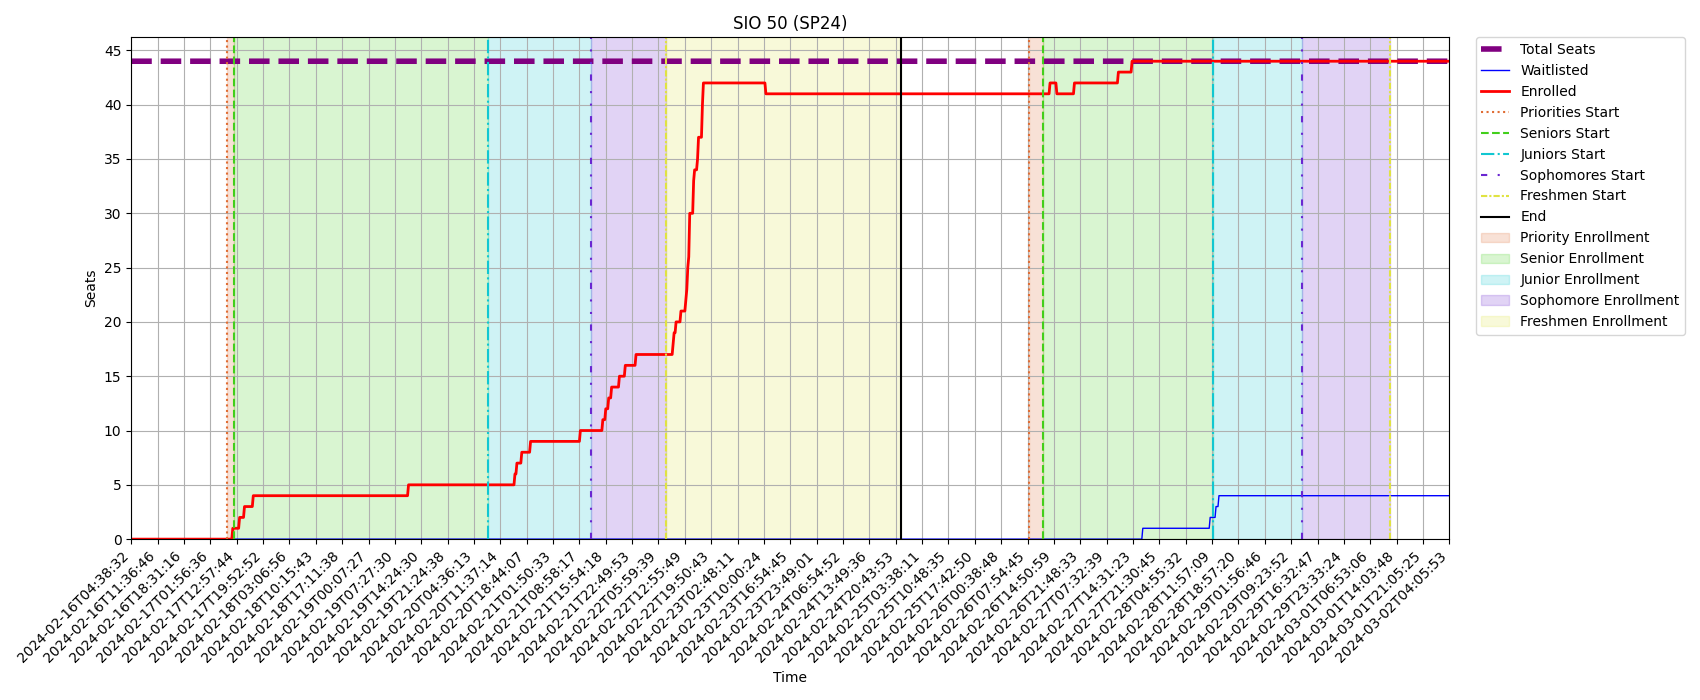 SIO 50 (SP24)
45
40
35
30
25
20
15
10
5
0
Seats
2024-02-16T04:38:32
2024-02-16T11:36:46
2024-02-16T18:31:16
2024-02-17T01:56:36
2024-02-17T12:57:44
2024-02-17T19:52:52
2024-02-18T03:06:56
2024-02-18T10:15:43
2024-02-18T17:11:38
2024-02-19T00:07:27
2024-02-19T07:27:30
2024-02-19T14:24:30
2024-02-19T21:24:38
2024-02-20T04:36:13
2024-02-20T11:37:14
2024-02-20T18:44:07
2024-02-21T01:50:33
2024-02-21T08:58:17
2024-02-21T15:54:18
2024-02-21T22:49:53
2024-02-22T05:59:39
2024-02-22T12:55:49
2024-02-22T19:50:43
2024-02-23T02:48:11
2024-02-23T10:00:24
2024-02-23T16:54:45
2024-02-23T23:49:01
2024-02-24T06:54:52
2024-02-24T13:49:36
2024-02-24T20:43:53
2024-02-25T03:38:11
2024-02-25T10:48:35
2024-02-25T17:42:50
2024-02-26T00:38:48
2024-02-26T07:54:45
2024-02-26T14:50:59
2024-02-26T21:48:33
2024-02-27T07:32:39
2024-02-27T14:31:23
2024-02-27T21:30:45
2024-02-28T04:55:32
2024-02-28T11:57:09
2024-02-28T18:57:20
2024-02-29T01:56:46
2024-02-29T09:23:52
2024-02-29T16:32:47
2024-02-29T23:33:24
2024-03-01T06:53:06
2024-03-01T14:03:48
2024-03-01T21:05:25
2024-03-02T04:05:53
Time
Total Seats
Waitlisted
Enrolled
Priorities Start
Seniors Start
Juniors Start
Sophomores Start
Freshmen Start
End
Priority Enrollment
Senior Enrollment
Junior Enrollment
Sophomore Enrollment
Freshmen Enrollment